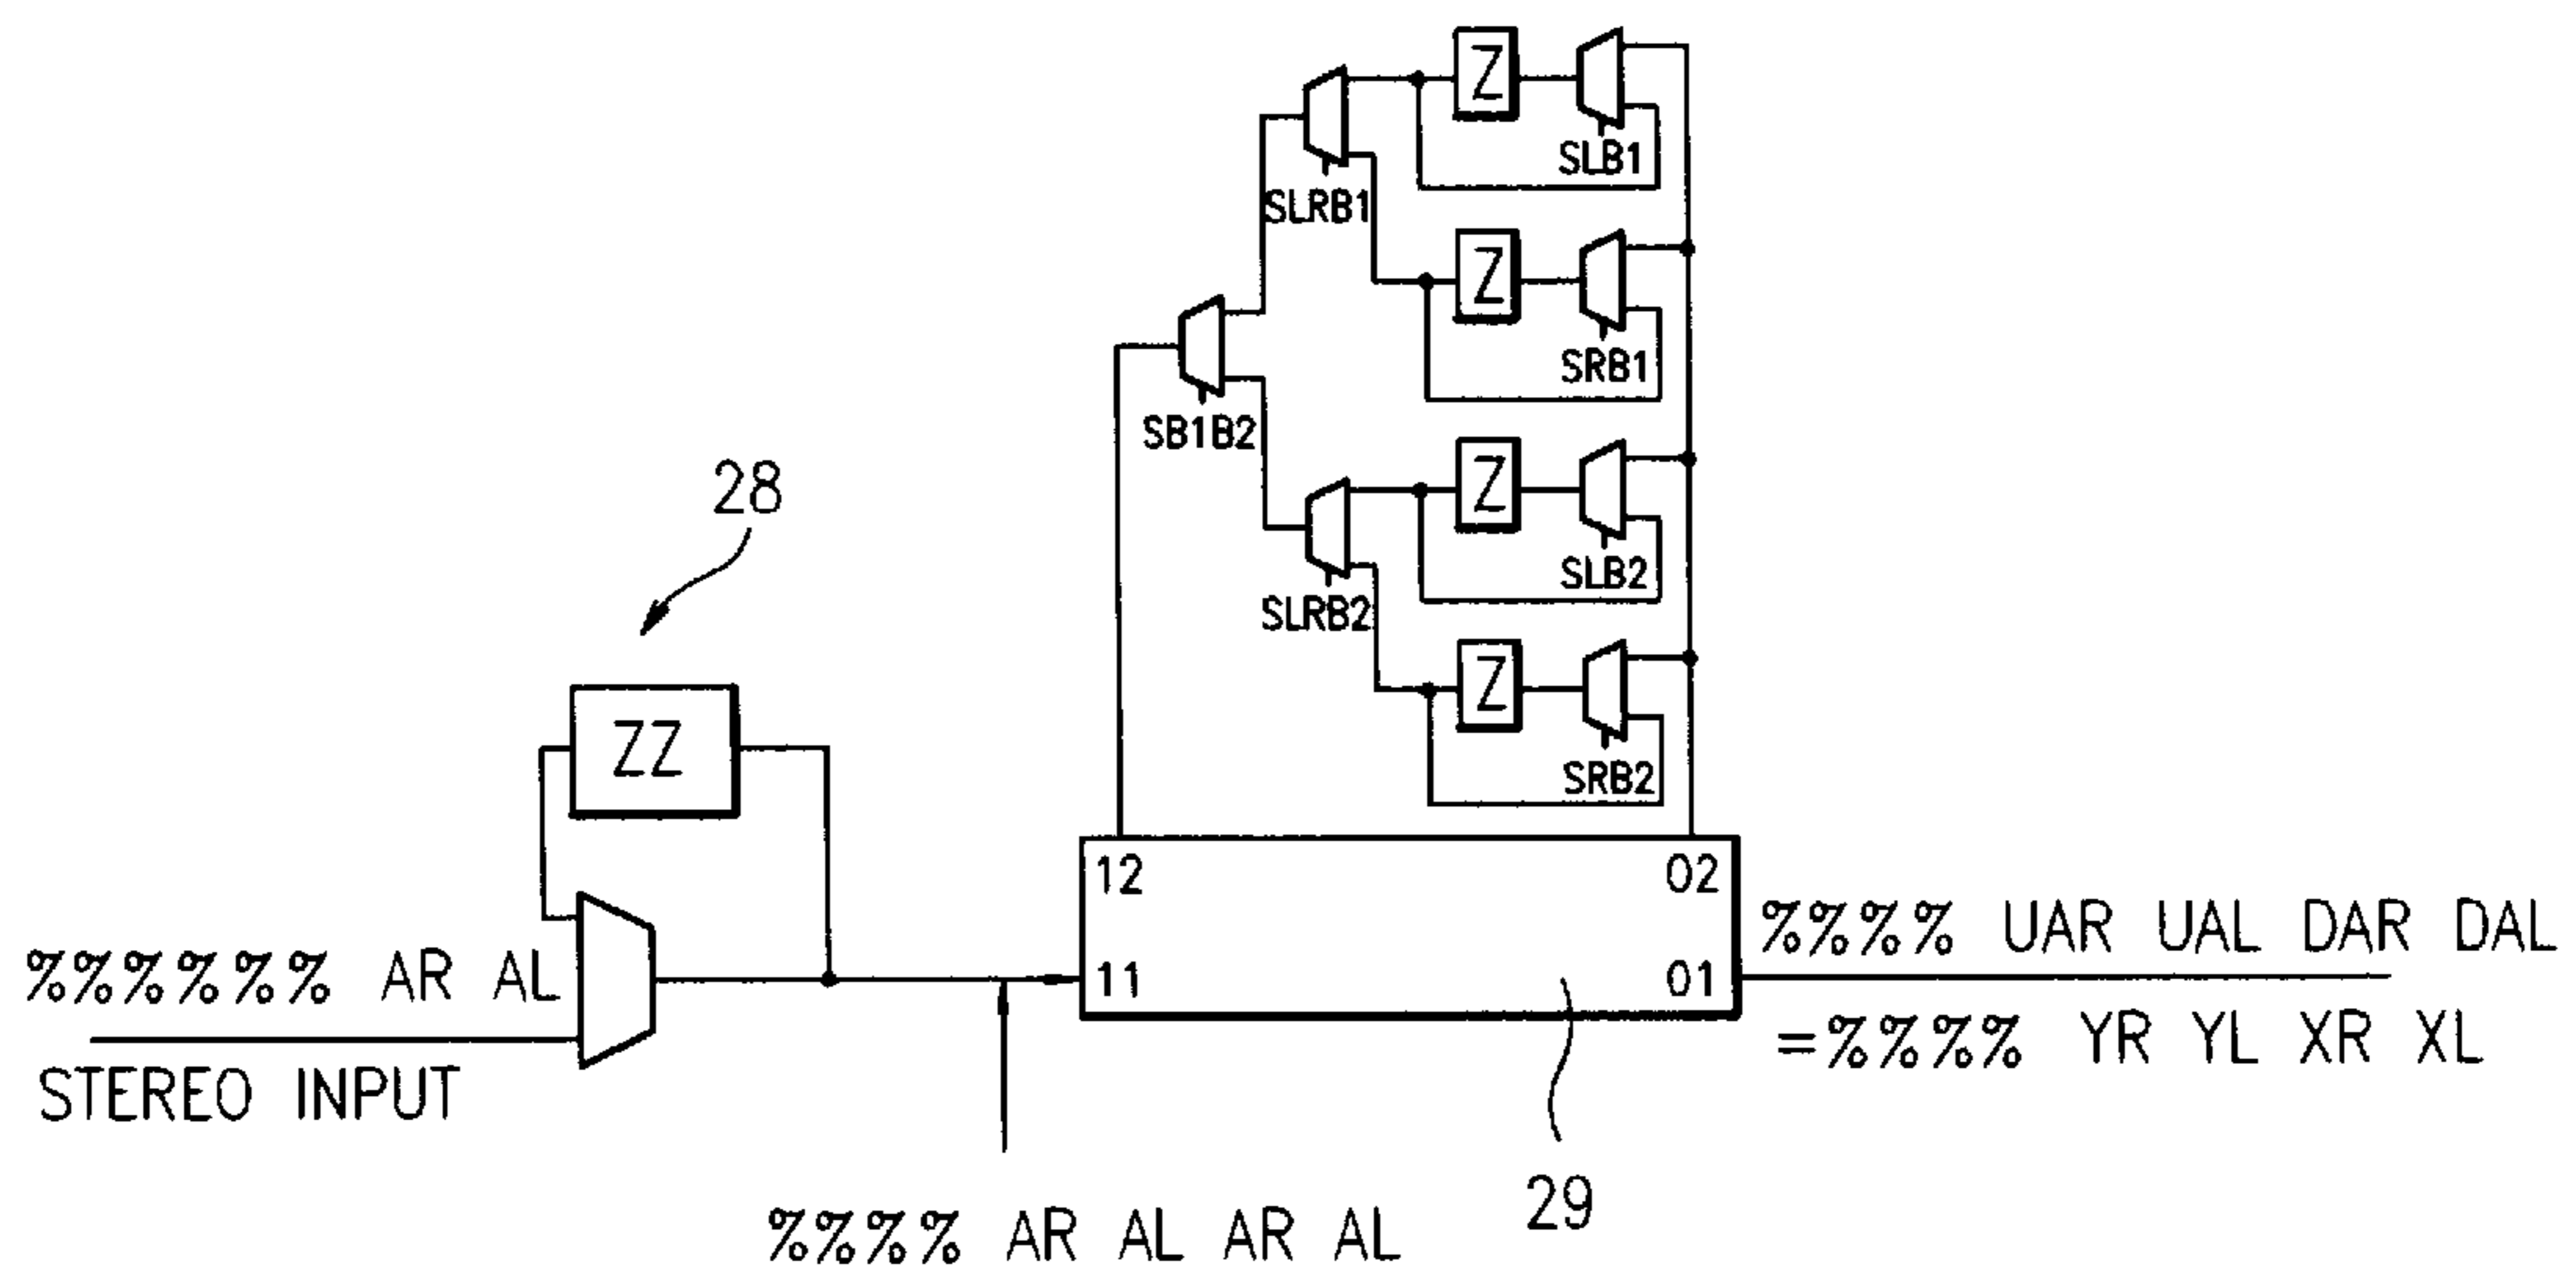 Z
SLB1
SLRB1
Z
SRB1
SB1B2
Z
SLB2
SLRB2
Z
SRB2
28
ZZ
12
02
11
01
%%%%%% AR AL
STEREO INPUT
%%%% UAR UAL DAR DAL
=%%%% YR YL XR XL
29
%%%% AR AL AR AL